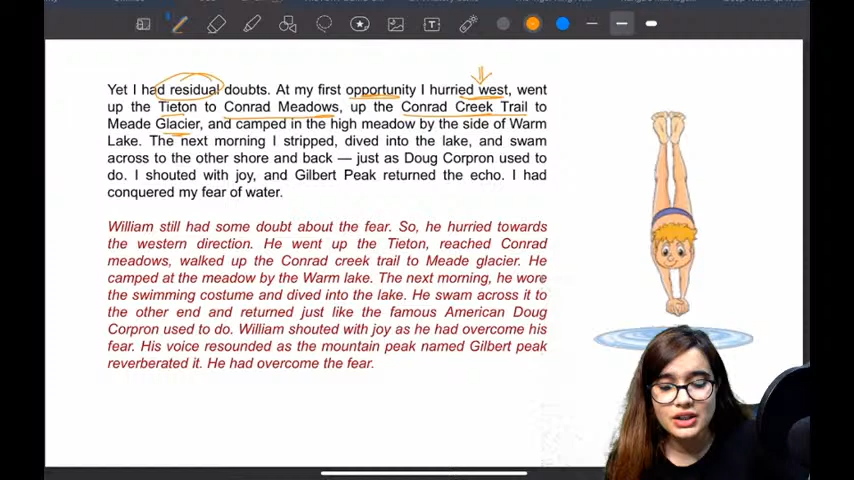 Yet I had residual doubts. At my first opportunity I hurried west, went
up the Tieton to Conrad Meadows, up the Conrad Creek Trail to
Meade Glacier, and camped in the high meadow by the side of Warm
Lake. The next morning I stripped, dived into the lake, and swam
across to the other shore and back — just as Doug Corpron used to
do. I shouted with joy, and Gilbert Peak returned the echo. I had
conquered my fear of water.
William still had some doubt about the fear. So, he hurried towards
the western direction. He went up the Tieton, reached Conrad
meadows, walked up the Conrad creek trail to Meade glacier. He
camped at the meadow by the Warm lake. The next morning, he wore
the swimming costume and dived into the lake. He swam across it to
the other end and returned just like the famous American Doug
Corpron used to do. William shouted with joy as he had overcome his
fear. His voice resounded as the mountain peak named Gilbert peak
reverberated it. He had overcome the fear.